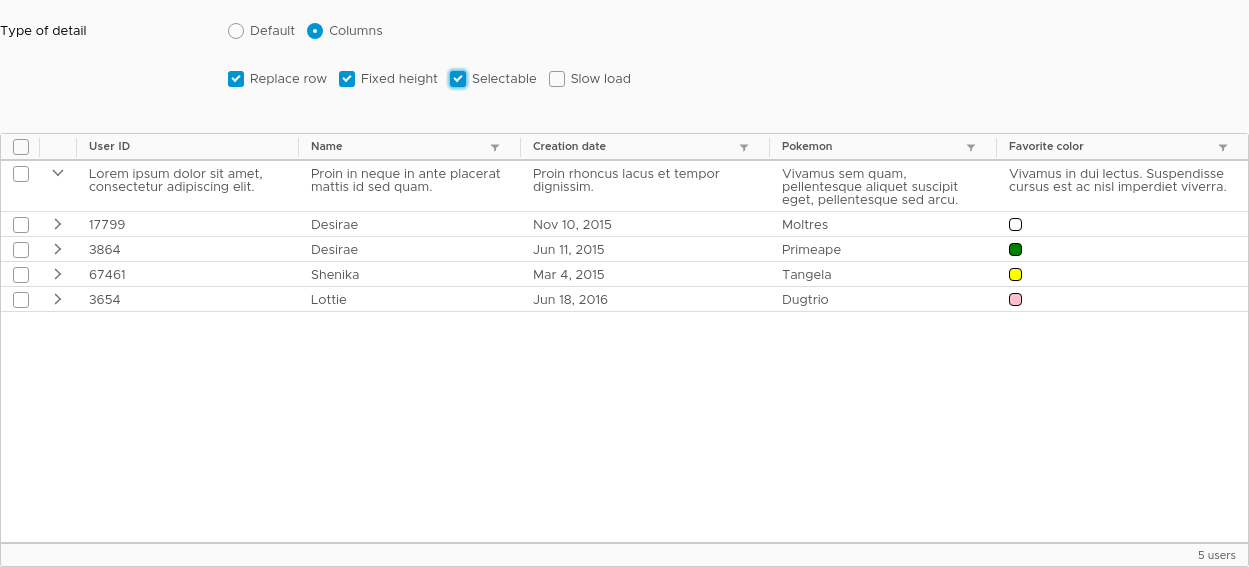 Type of detail
Default
Columns
Replace row
Fixed height
Selectable
Slow load
User ID
Name
Creation date
Pokemon
Favorite color
Lorem ipsum dolor sit amet,
consectetur adipiscing elit.
Proin in neque in ante placerat
mattis id sed quam.
Proin rhoncus lacus et tempor
dignissim.
Vivamus sem quam,
pellentesque aliquet suscipit
eget, pellentesque sed arcu.
Vivamus in dui lectus. Suspendisse
cursus est ac nisl imperdiet viverra.
17799
Desirae
Nov 10, 2015
Moltres
3864
Desirae
Jun 11, 2015
Primeape
67461
Shenika
Mar 4, 2015
Tangela
3654
Lottie
Jun 18, 2016
Dugtrio
5 users